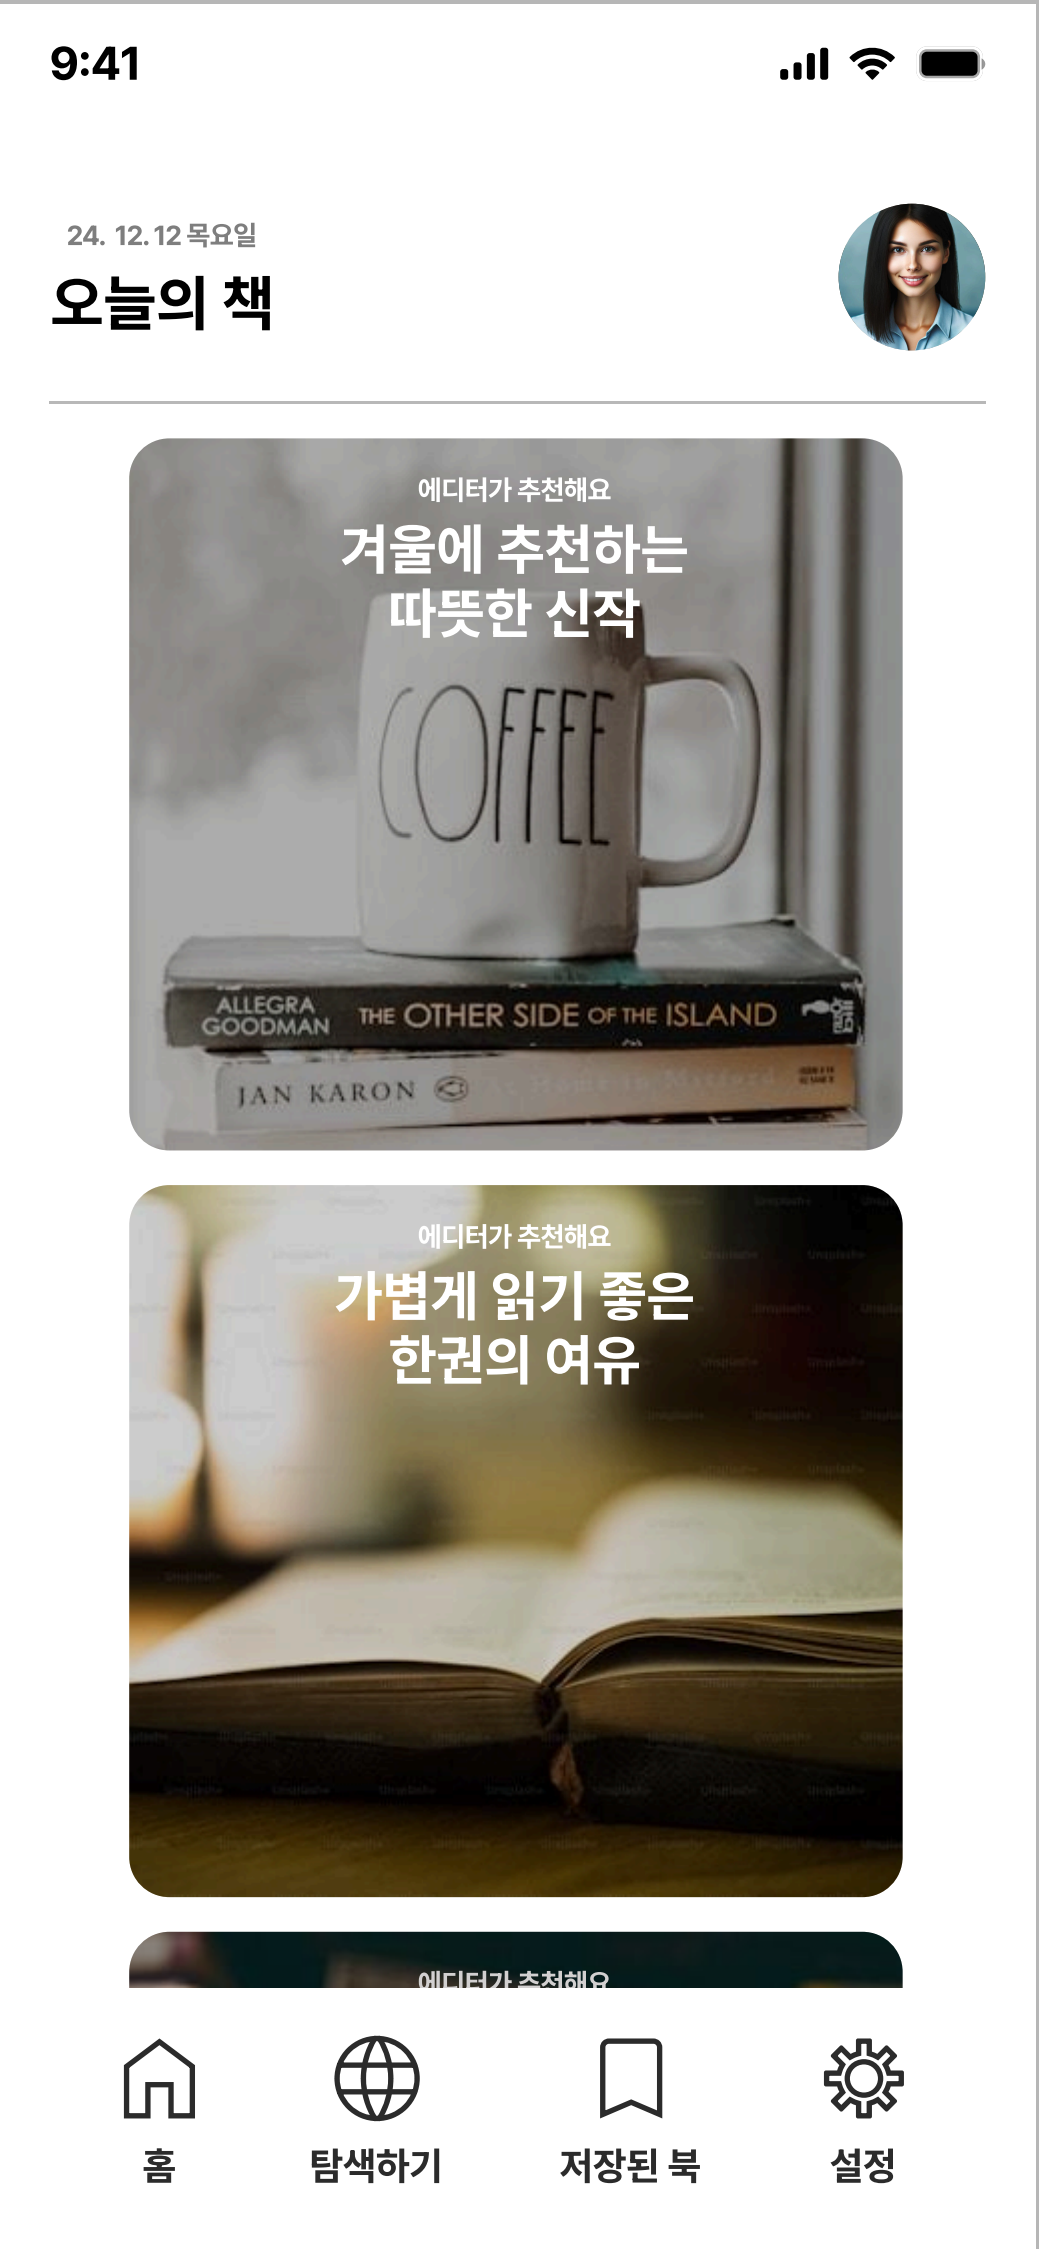 9:41
24. 12. 12 목요일
오늘의 책
에디터가 추천해요
겨울에 추천하는
따뜻한 신작
COFFEE
ALLEGRA
GOODMAN
THE OTHER SIDE OF THE ISLAND
JAN KARON At Home in Mitford
에디터가 추천해요
가볍게 읽기 좋은
한권의 여유
에디터가 추천해요
홈 탐색하기 저장된 북 설정